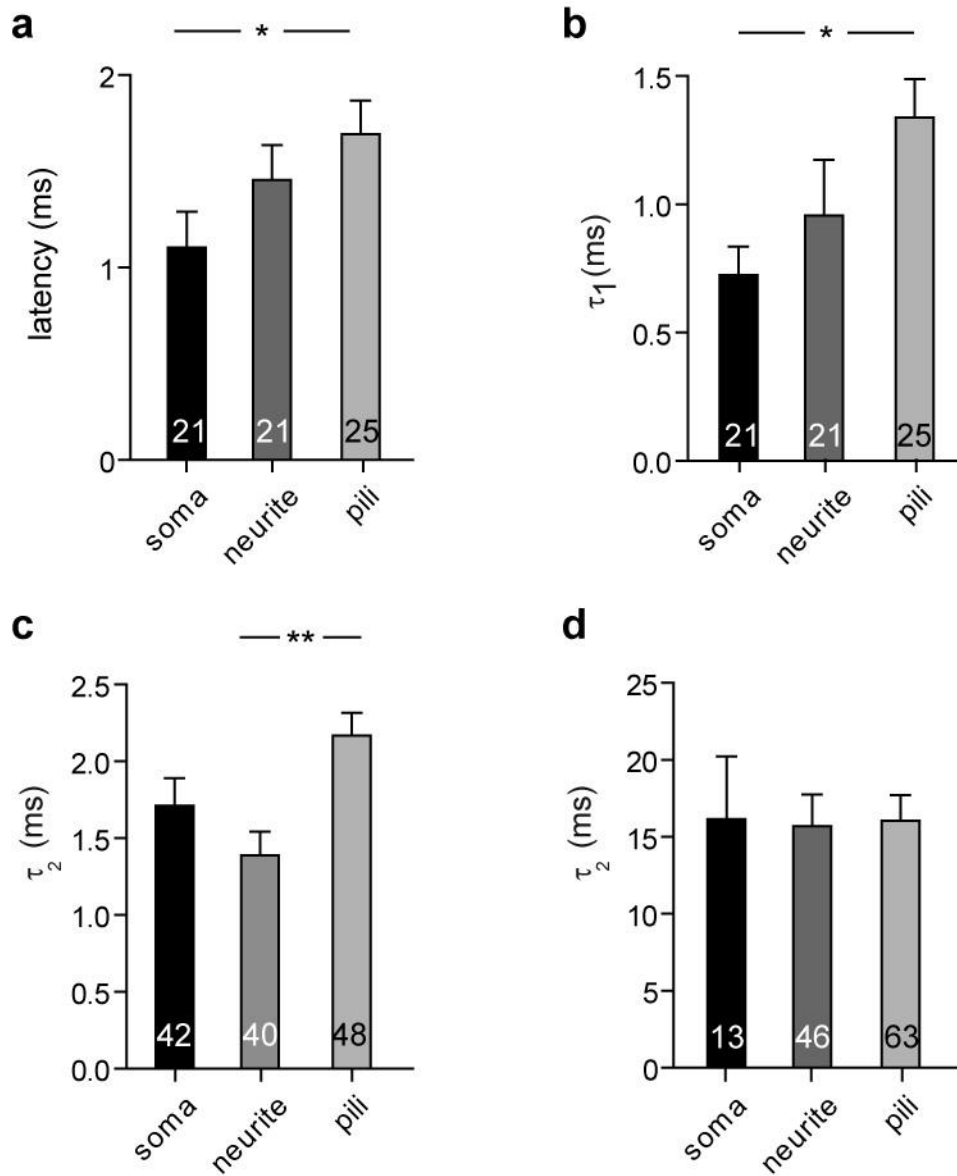 a
*
latency (ms)
2
1
0
21
21
25
soma
neurite
pili
b
*
τ1(ms)
1.5
1.0
0.5
0.0
21
21
25
soma
neurite
pili
c
**
τ2 (ms)
2.5
2.0
1.5
1.0
0.5
0.0
42
40
48
soma
neurite
pili
d
τ2 (ms)
25
20
15
10
5
0
13
46
63
soma
neurite
pili